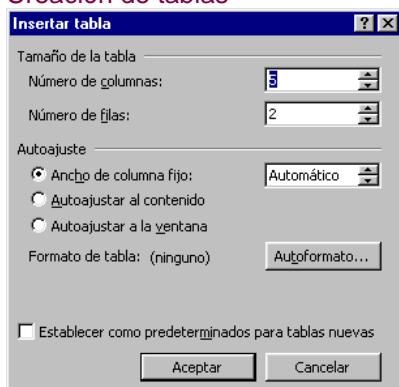 Creación de tablas
Insertar tabla
Tamaño de la tabla
Número de columnas: 5
Número de filas: 2
Autoajuste
Ancho de columna fijo: Automático
Autoajustar al contenido
Autoajustar a la ventana
Formato de tabla: (ninguno) Autoformato...
Establecer como predeterminados para tablas nuevas
Aceptar Cancelar